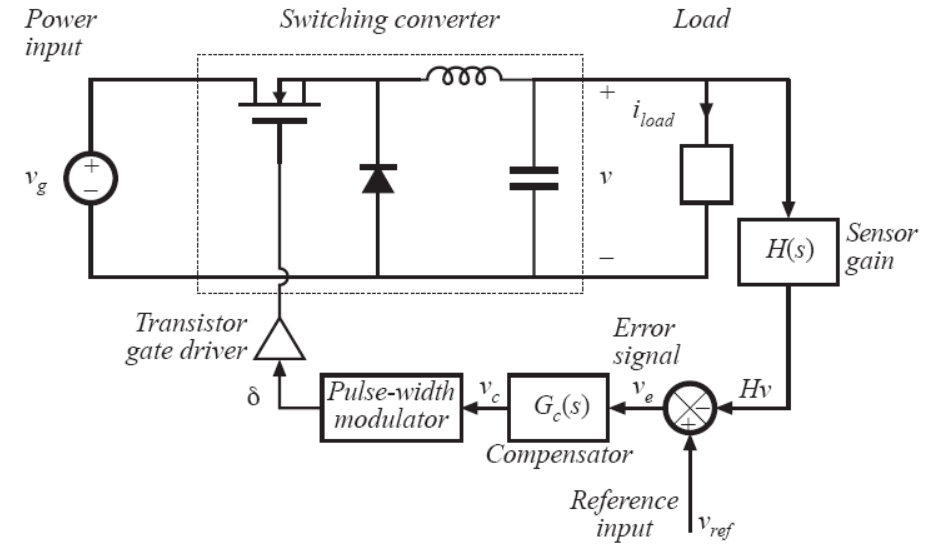 Power
input
Switching converter
Load
+
i_load
v_g
+
–
v
–
H(s)
Sensor
gain
Transistor
gate driver
Error
signal
δ
Pulse-width
modulator
v_c
G_c(s)
v_e
–
+
Hv
Compensator
Reference
input
v_ref